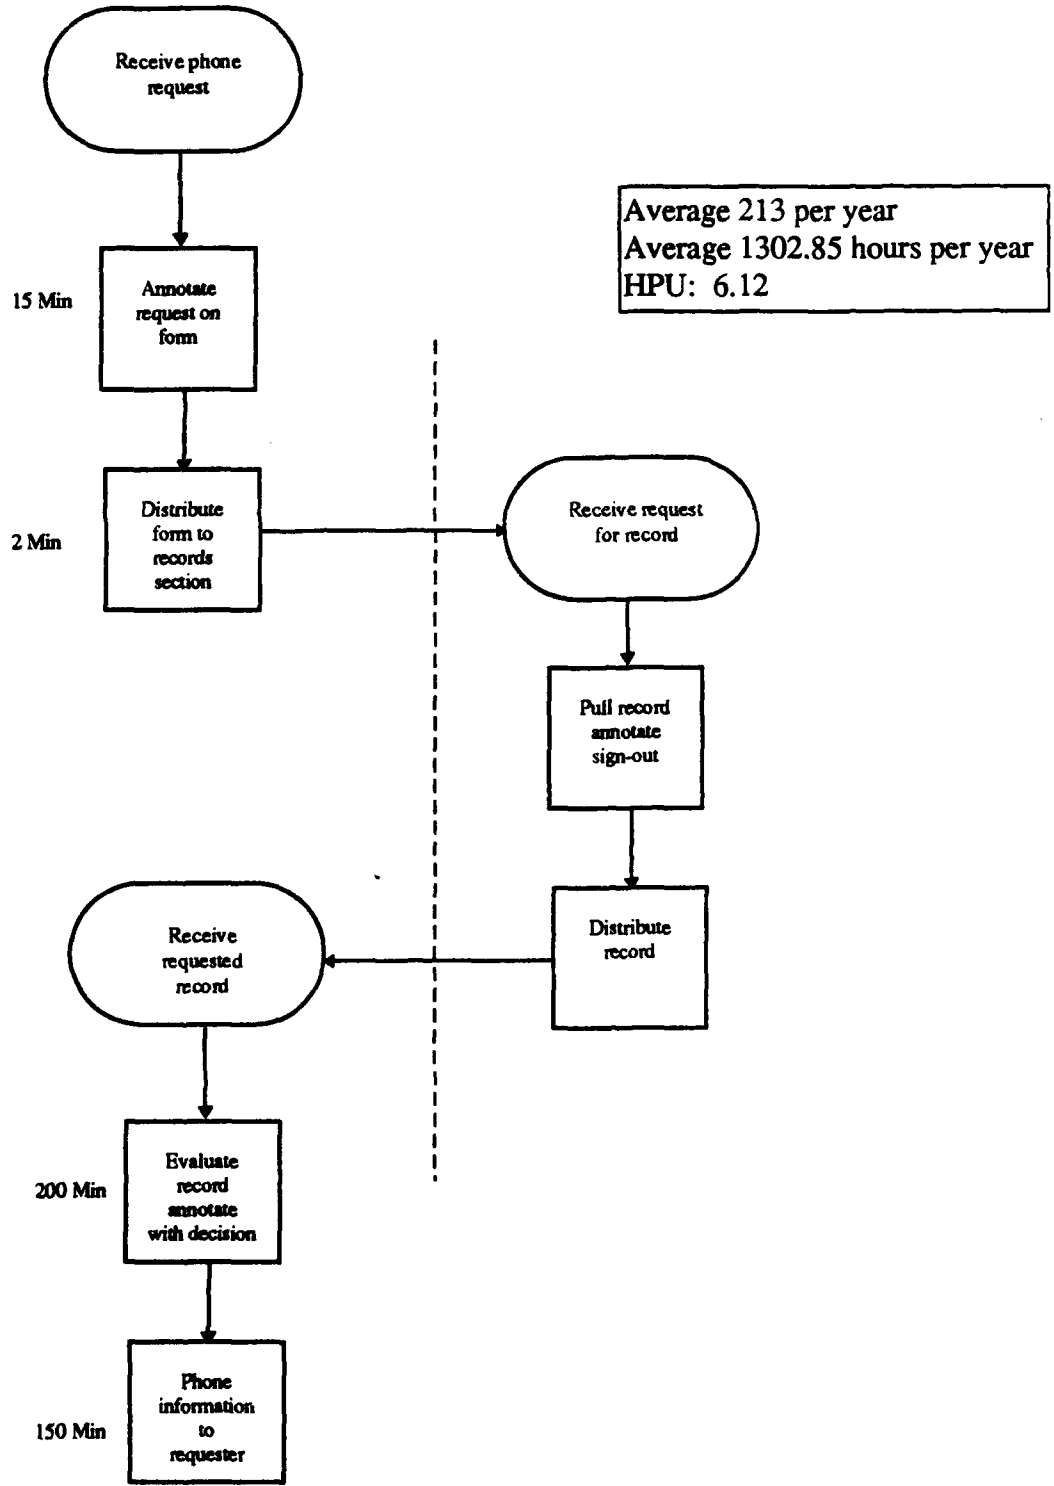 Receive phone
request
Average 213 per year
Average 1302.85 hours per year
HPU: 6.12
15 Min
Annotate
request on
form
2 Min
Distribute
form to
records
section
Receive request
for record
Pull record
annotate
sign-out
Distribute
record
Receive
requested
record
200 Min
Evaluate
record
annotate
with decision
150 Min
Phone
information
to
requester